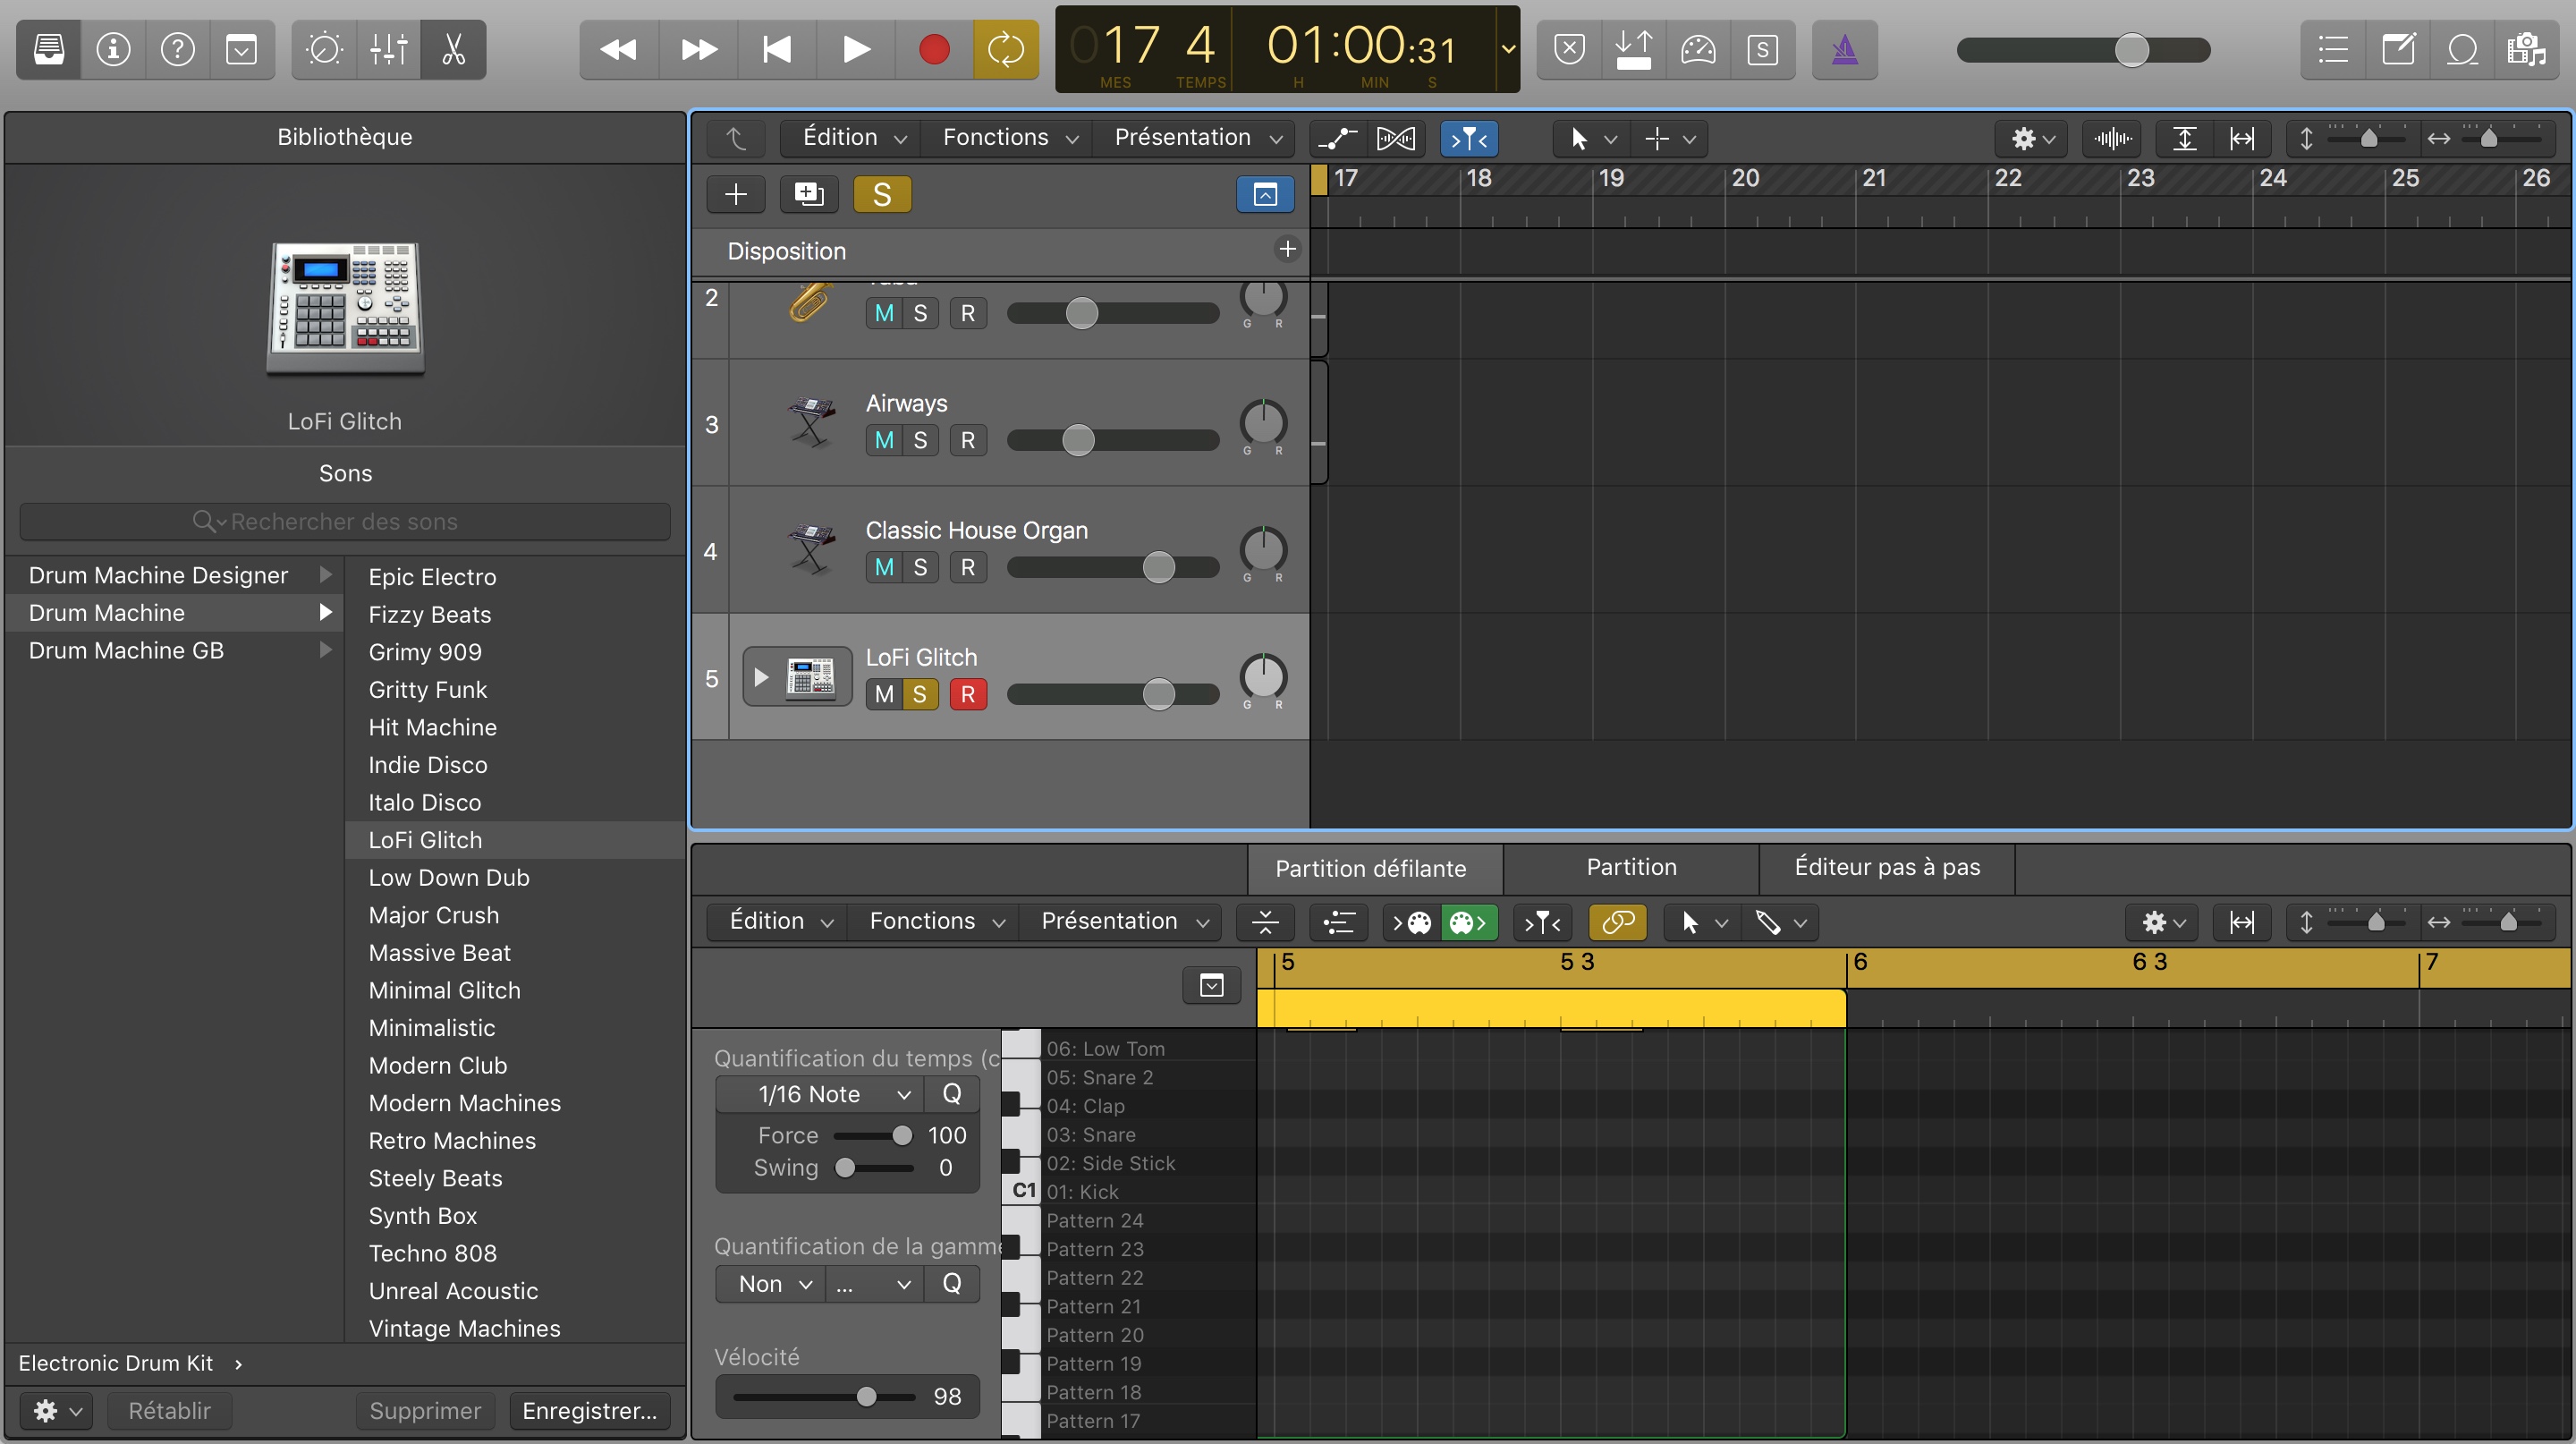 017 4 01:00:31
MES TEMPS H MIN S
S
Bibliothèque
LoFi Glitch
Sons
Rechercher des sons
Drum Machine Designer
Drum Machine
Drum Machine GB
Epic Electro
Fizzy Beats
Grimy 909
Gritty Funk
Hit Machine
Indie Disco
Italo Disco
LoFi Glitch
Low Down Dub
Major Crush
Massive Beat
Minimal Glitch
Minimalistic
Modern Club
Modern Machines
Retro Machines
Steely Beats
Synth Box
Techno 808
Unreal Acoustic
Vintage Machines
Electronic Drum Kit ›
Rétablir Supprimer Enregistrer...
Édition Fonctions Présentation
S
17 18 19 20 21 22 23 24 25 26
Disposition
2
M S R G R
3 Airways
M S R G R
4 Classic House Organ
M S R G R
5 LoFi Glitch
M S R G R
Partition défilante Partition Éditeur pas à pas
Édition Fonctions Présentation
5 5 3 6 6 3 7
Quantification du temps (c
1/16 Note Q
Force 100
Swing 0
Quantification de la gamme
Non ... Q
Vélocité
98
C1
06: Low Tom
05: Snare 2
04: Clap
03: Snare
02: Side Stick
01: Kick
Pattern 24
Pattern 23
Pattern 22
Pattern 21
Pattern 20
Pattern 19
Pattern 18
Pattern 17